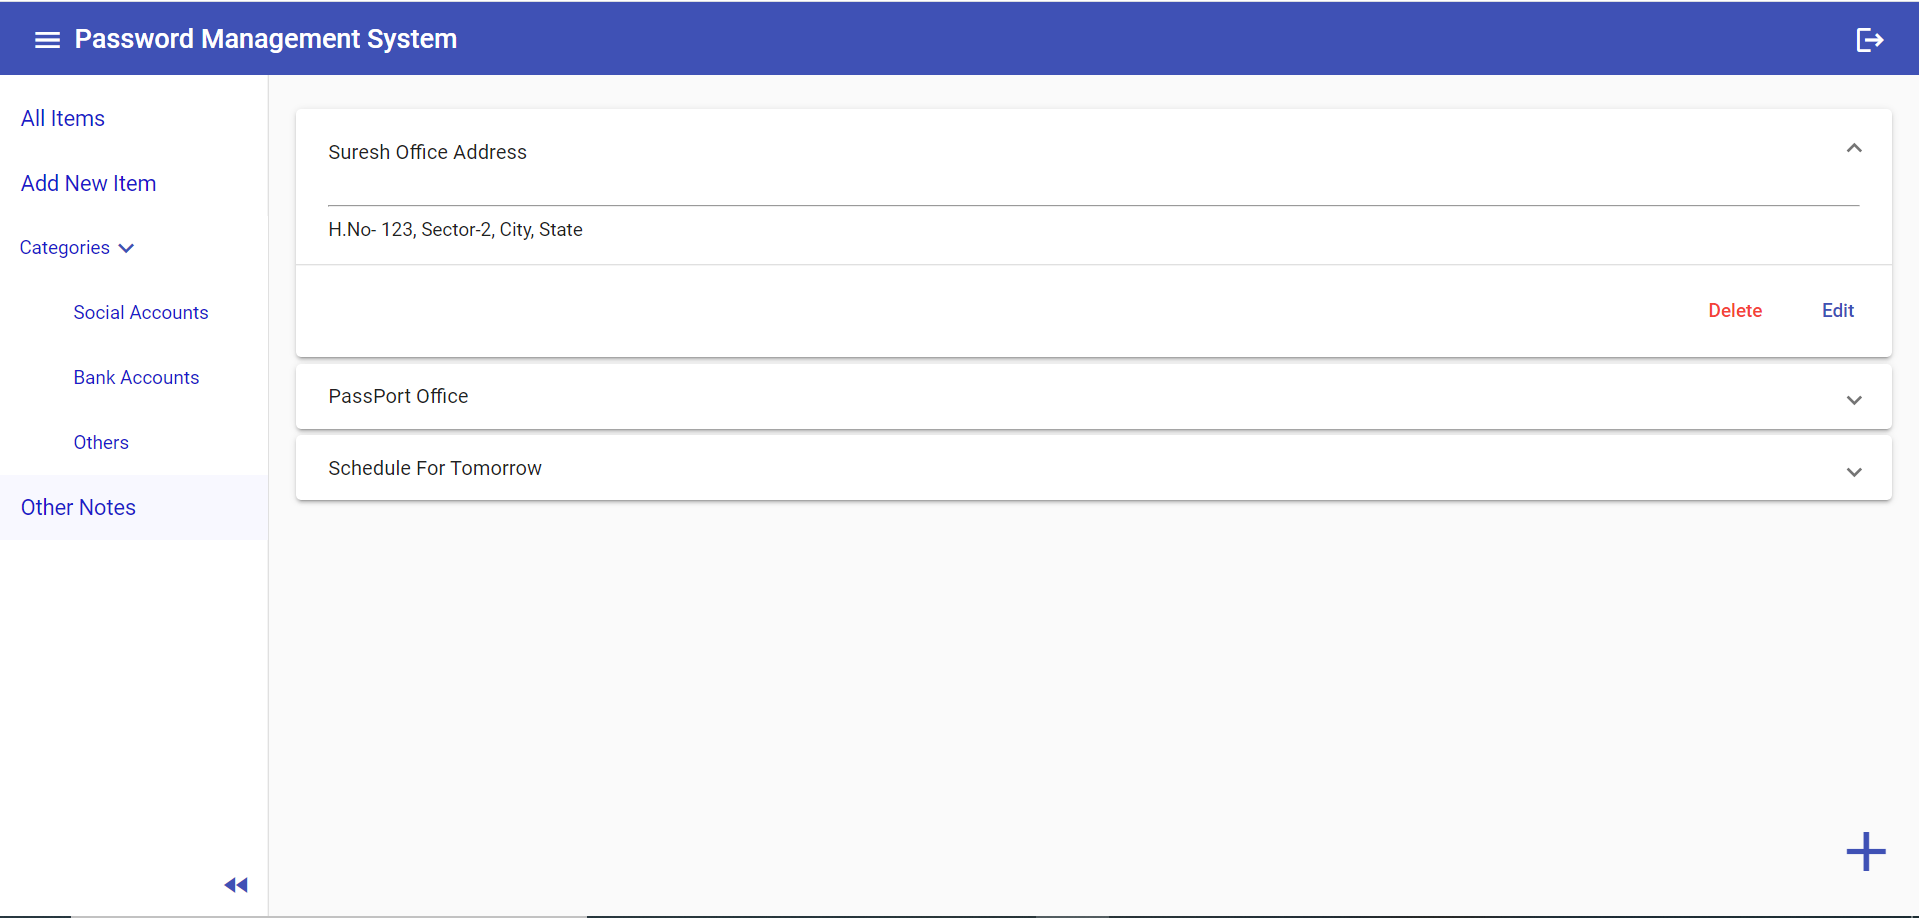 Password Management System
All Items
Add New Item
Categories
Social Accounts
Bank Accounts
Others
Other Notes
Suresh Office Address
H.No- 123, Sector-2, City, State
Delete Edit
PassPort Office
Schedule For Tomorrow